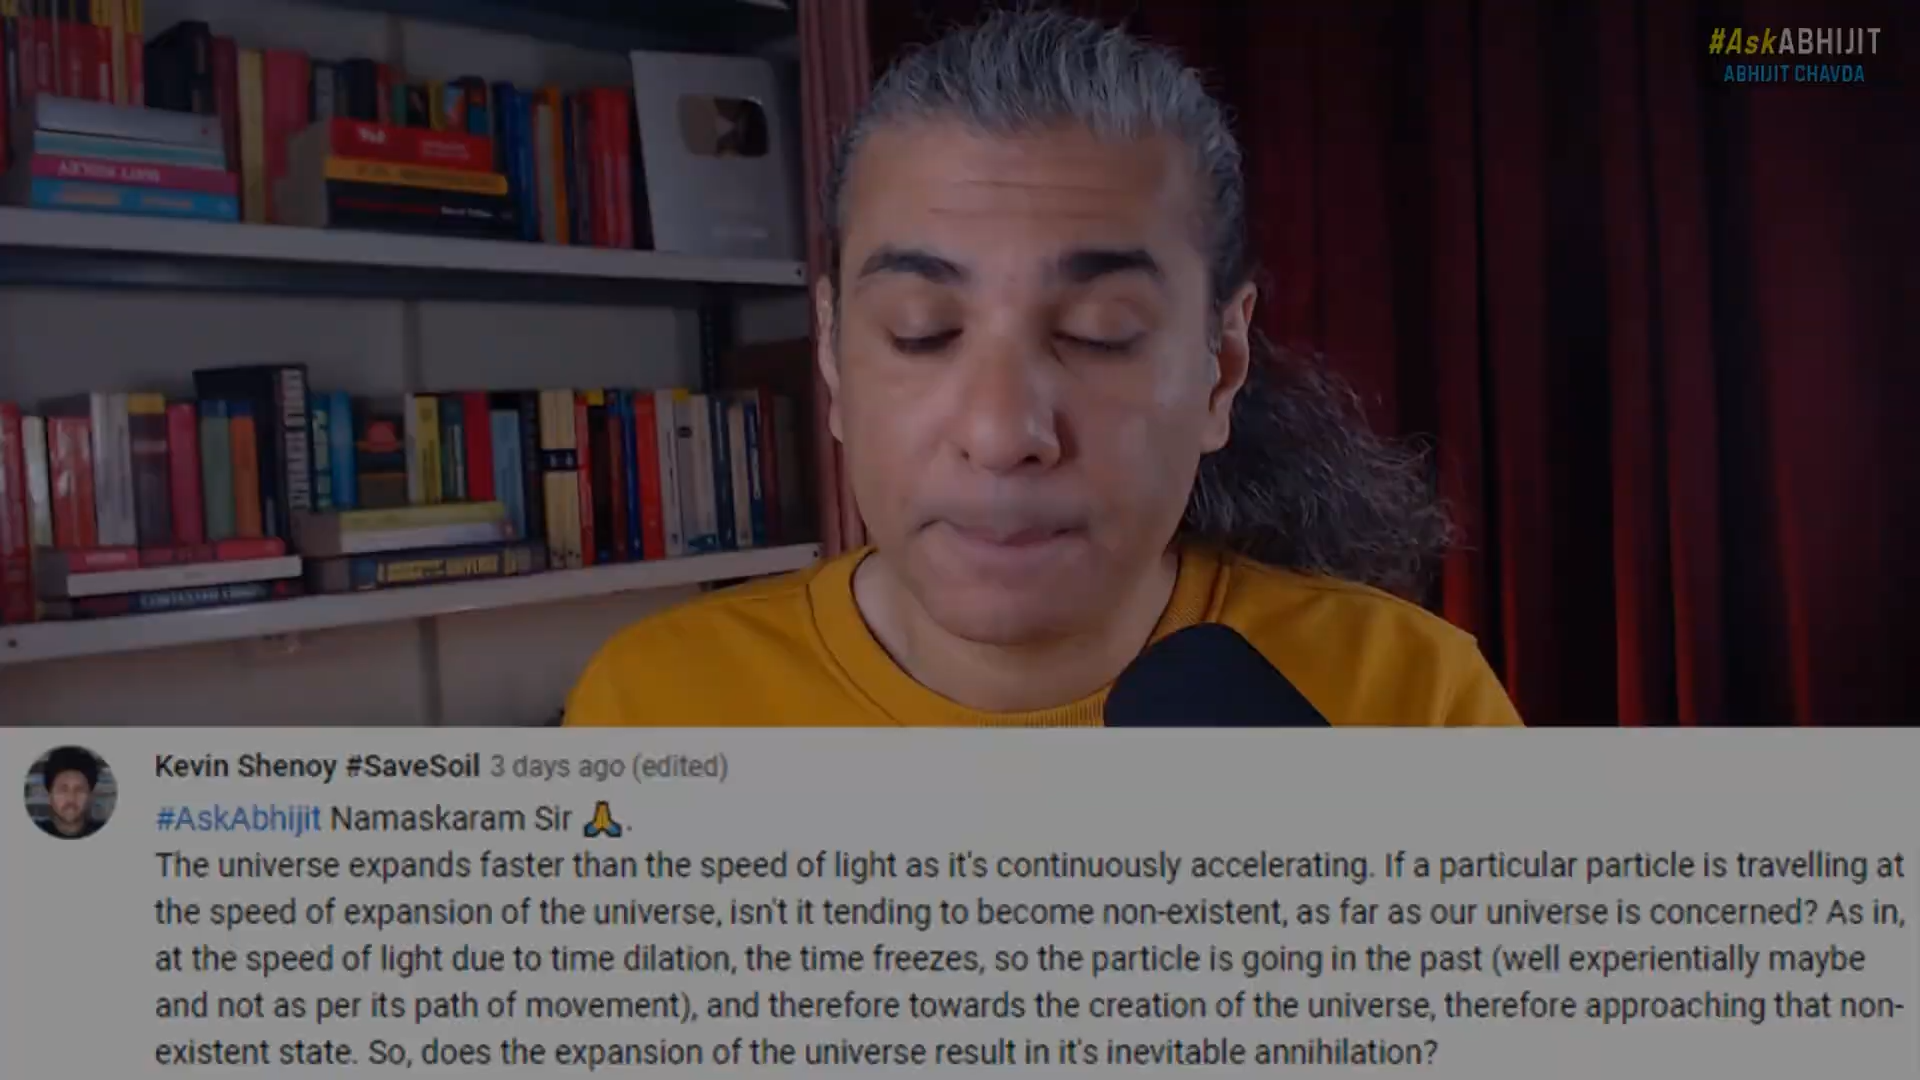 #AskABHIJIT
ABHIJIT CHAVDA
MATT RIDLEY
Kevin Shenoy #SaveSoil 3 days ago (edited)
#AskAbhijit Namaskaram Sir 🙏.
The universe expands faster than the speed of light as it's continuously accelerating. If a particular particle is travelling at
the speed of expansion of the universe, isn't it tending to become non-existent, as far as our universe is concerned? As in,
at the speed of light due to time dilation, the time freezes, so the particle is going in the past (well experientially maybe
and not as per its path of movement), and therefore towards the creation of the universe, therefore approaching that non-
existent state. So, does the expansion of the universe result in it's inevitable annihilation?